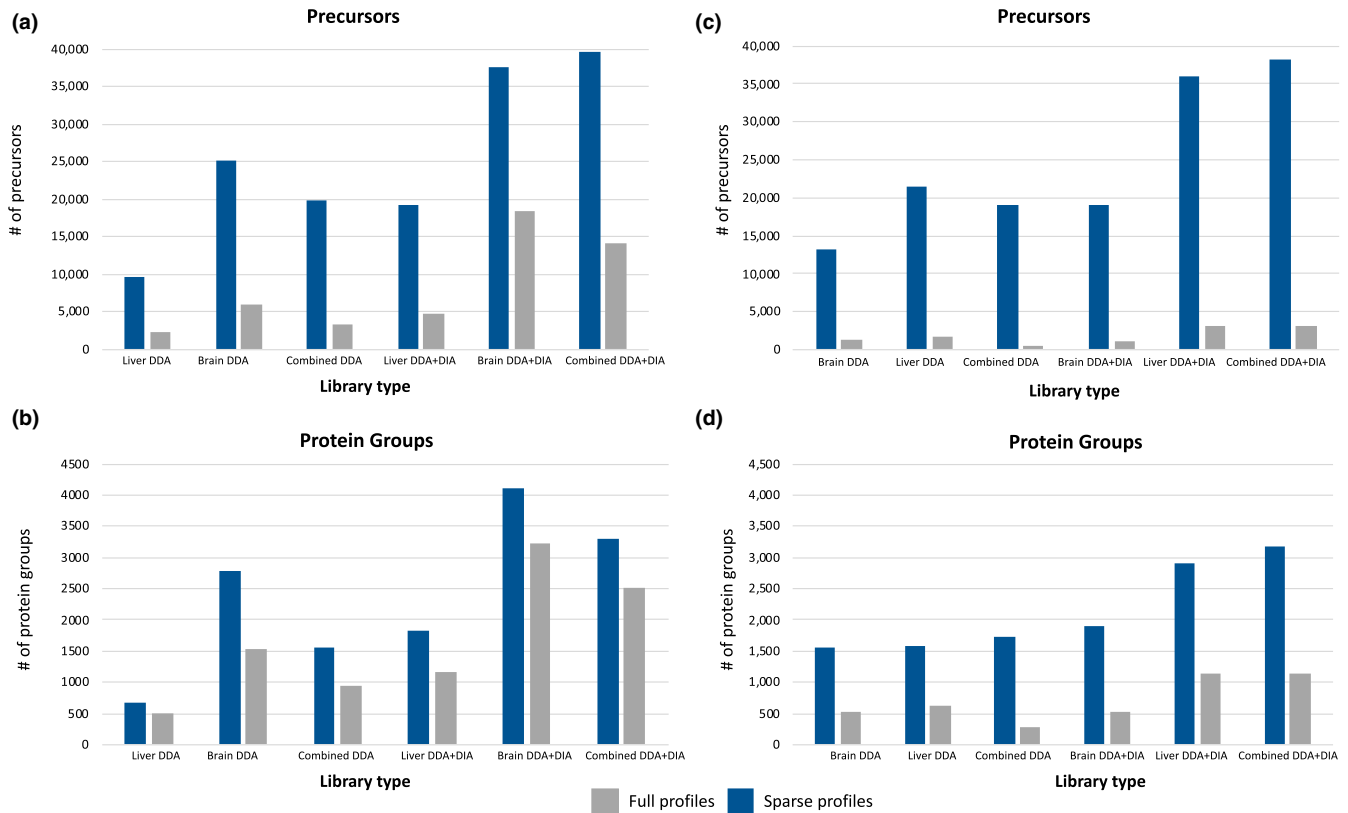 (a)
Precursors
# of precursors
40,000
35,000
30,000
25,000
20,000
15,000
10,000
5,000
0
Liver DDA Brain DDA Combined DDA Liver DDA+DIA Brain DDA+DIA Combined DDA+DIA
Library type
(c)
Precursors
# of precursors
40,000
35,000
30,000
25,000
20,000
15,000
10,000
5,000
0
Brain DDA Liver DDA Combined DDA Brain DDA+DIA Liver DDA+DIA Combined DDA+DIA
Library type
(b)
Protein Groups
# of protein groups
4500
4000
3500
3000
2500
2000
1500
1000
500
0
Liver DDA Brain DDA Combined DDA Liver DDA+DIA Brain DDA+DIA Combined DDA+DIA
Library type
(d)
Protein Groups
# of protein groups
4,500
4,000
3,500
3,000
2,500
2,000
1,500
1,000
500
0
Brain DDA Liver DDA Combined DDA Brain DDA+DIA Liver DDA+DIA Combined DDA+DIA
Library type
Full profiles Sparse profiles